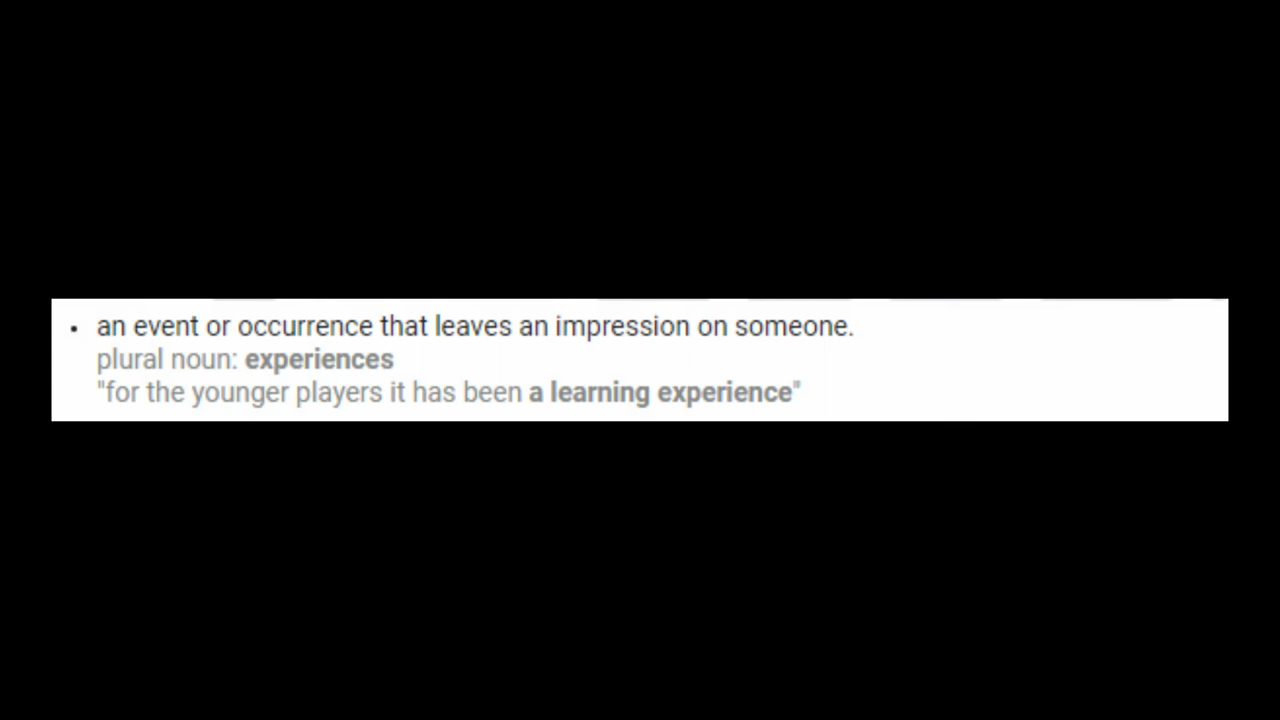 • an event or occurrence that leaves an impression on someone.
plural noun: experiences
"for the younger players it has been a learning experience"